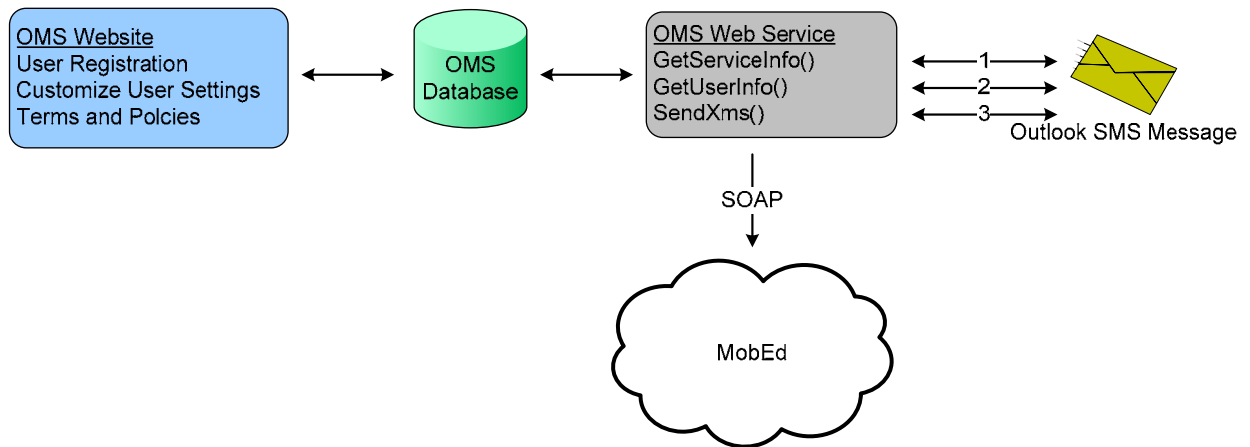 OMS Website
User Registration
Customize User Settings
Terms and Polcies
OMS
Database
OMS Web Service
GetServiceInfo()
GetUserInfo()
SendXms()
1
2
3
Outlook SMS Message
SOAP
MobEd